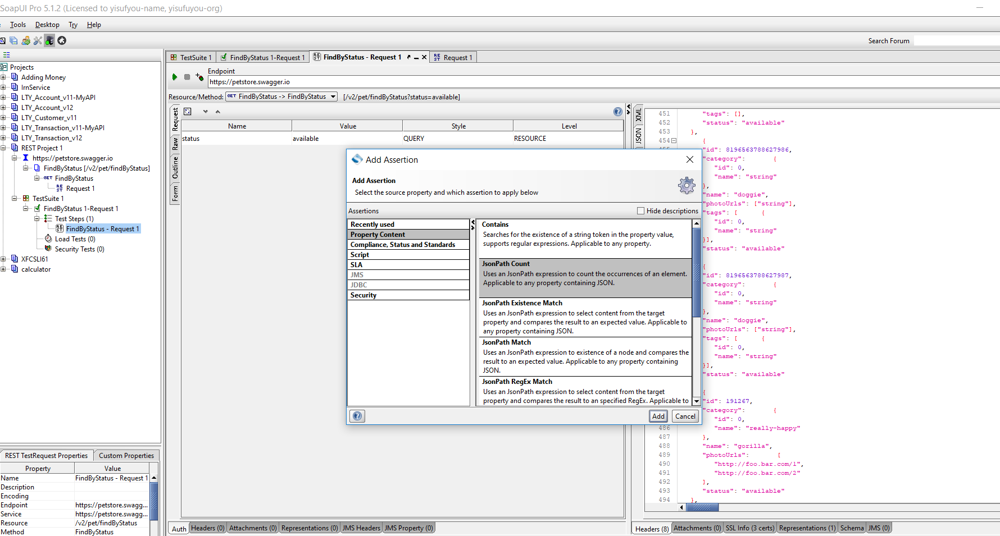 SoapUI Pro 5.1.2 (Licensed to yisufyou-name, yisufuyou-org)
Tools Desktop Try Help
Search Forum
Projects
Adding Money
IrnService
LTY_Account_v11-MyAPI
LTY_Account_v12
LTY_Customer_v11
LTY_Transaction_v11-MyAPI
LTY_Transaction_v12
REST Project 1
https://petstore.swagger.io
FindByStatus [/v2/pet/findByStatus]
GET FindByStatus
REST Request 1
TestSuite 1
FindByStatus 1-Request 1
Test Steps (1)
REST FindByStatus - Request 1
Load Tests (0)
Security Tests (0)
XFCSLI61
calculator
REST TestRequest Properties Custom Properties
Property Value
Name FindByStatus - Request 1
Description
Encoding
Endpoint https://petstore.swagg...
Service https://petstore.swagg...
Resource /v2/pet/findByStatus
Method FindByStatus
TestSuite 1 FindByStatus 1-Request 1 REST FindByStatus - Request 1 REST Request 1
Endpoint
https://petstore.swagger.io
Resource/Method: GET FindByStatus -> FindByStatus [/v2/pet/findByStatus?status=available]
Request
Raw
Outline
Form
Name Value Style Level
status available QUERY RESOURCE
Add Assertion
Add Assertion
Select the source property and which assertion to apply below
Assertions Hide descriptions
Recently used
Property Content
Compliance, Status and Standards
Script
SLA
JMS
JDBC
Security
Contains
Searches for the existence of a string token in the property value,
supports regular expressions. Applicable to any property.
JsonPath Count
Uses an JsonPath expression to count the occurrences of an element.
Applicable to any property containing JSON.
JsonPath Existence Match
Uses an JsonPath expression to select content from the target
property and compares the result to an expected value. Applicable to
any property containing JSON.
JsonPath Match
Uses an JsonPath expression to existence of a node and compares the
result to an expected value. Applicable to any property containing
JSON.
JsonPath RegEx Match
Uses an JsonPath expression to select content from the target
property and compares the result to an specified RegEx. Applicable to
Add Cancel
Auth Headers (0) Attachments (0) Representations (0) JMS Headers JMS Property (0)
XML
JSON
451 "tags": [],
452 "status": "available"
453 },
454 {
"id": 8196563788627986,
"category": {
"id": 0,
"name": "string"
},
"name": "doggie",
"photoUrls": ["string"],
"tags": [ {
"id": 0,
"name": "string"
}],
"status": "available"
{
"id": 8196563788627987,
"category": {
"id": 0,
"name": "string"
},
"name": "doggie",
"photoUrls": ["string"],
"tags": [ {
"id": 0,
"name": "string"
}],
"status": "available"
{
"id": 191267,
"category": {
"id": 0,
486 "name": "really-happy"
487 },
488 "name": "gorilla",
489 "photoUrls": [
490 "http://foo.bar.com/1",
491 "http://foo.bar.com/2"
492 ],
493 "status": "available"
494 },
Headers (8) Attachments (0) SSL Info (3 certs) Representations (1) Schema JMS (0)